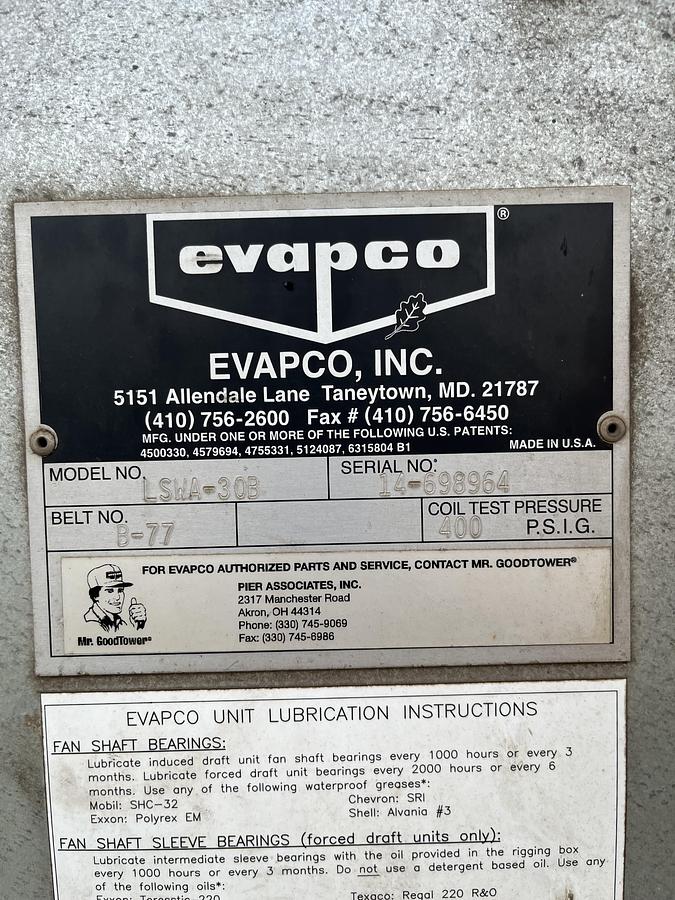 evapco®
EVAPCO, INC.
5151 Allendale Lane Taneytown, MD. 21787
(410) 756-2600 Fax # (410) 756-6450
MFG. UNDER ONE OR MORE OF THE FOLLOWING U.S. PATENTS:
4500330, 4579694, 4755331, 5124087, 6315804 B1 MADE IN U.S.A.
MODEL NO. LSWA-30B SERIAL NO: 14-698964
BELT NO. B-77 COIL TEST PRESSURE
400 P.S.I.G.
FOR EVAPCO AUTHORIZED PARTS AND SERVICE, CONTACT MR. GOODTOWER®
PIER ASSOCIATES, INC.
2317 Manchester Road
Akron, OH 44314
Phone: (330) 745-9069
Fax: (330) 745-6986
Mr. GoodTower®
EVAPCO UNIT LUBRICATION INSTRUCTIONS
FAN SHAFT BEARINGS:
Lubricate induced draft unit fan shaft bearings every 1000 hours or every 3
months. Lubricate forced draft unit bearings every 2000 hours or every 6
months. Use any of the following waterproof greases*:
Mobil: SHC-32 Chevron: SRI
Exxon: Polyrex EM Shell: Alvania #3
FAN SHAFT SLEEVE BEARINGS (forced draft units only):
Lubricate intermediate sleeve bearings with the oil provided in the rigging box
every 1000 hours or every 3 months. Do not use a detergent based oil. Use any
of the following oils*:
Exxon: Teresstic 220 Texaco: Regal 220 R&O